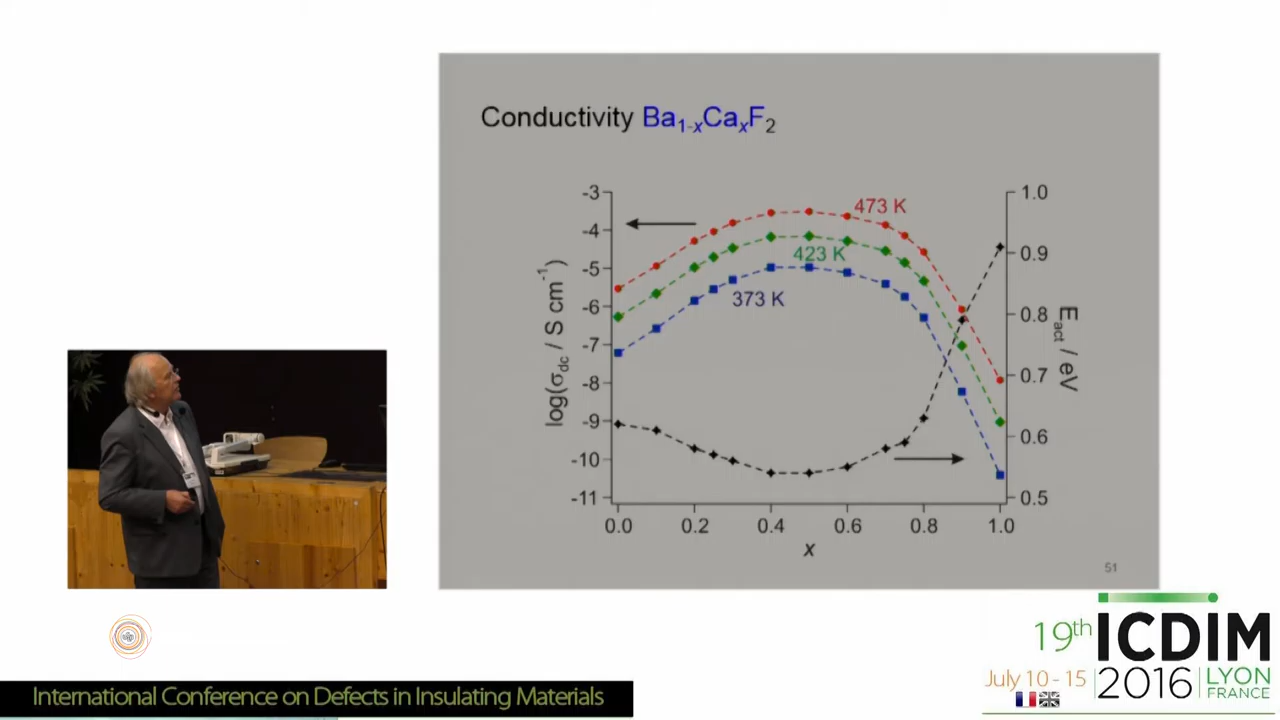 Conductivity Ba1-xCaxF2
-3
-4
-5
-6
-7
-8
-9
-10
-11
log(σdc / S cm-1)
473 K
423 K
373 K
1.0
0.9
0.8
0.7
0.6
0.5
Eact / eV
0.0 0.2 0.4 0.6 0.8 1.0
x
51
19th ICDIM
July 10 - 15 2016 LYON
FRANCE
International Conference on Defects in Insulating Materials